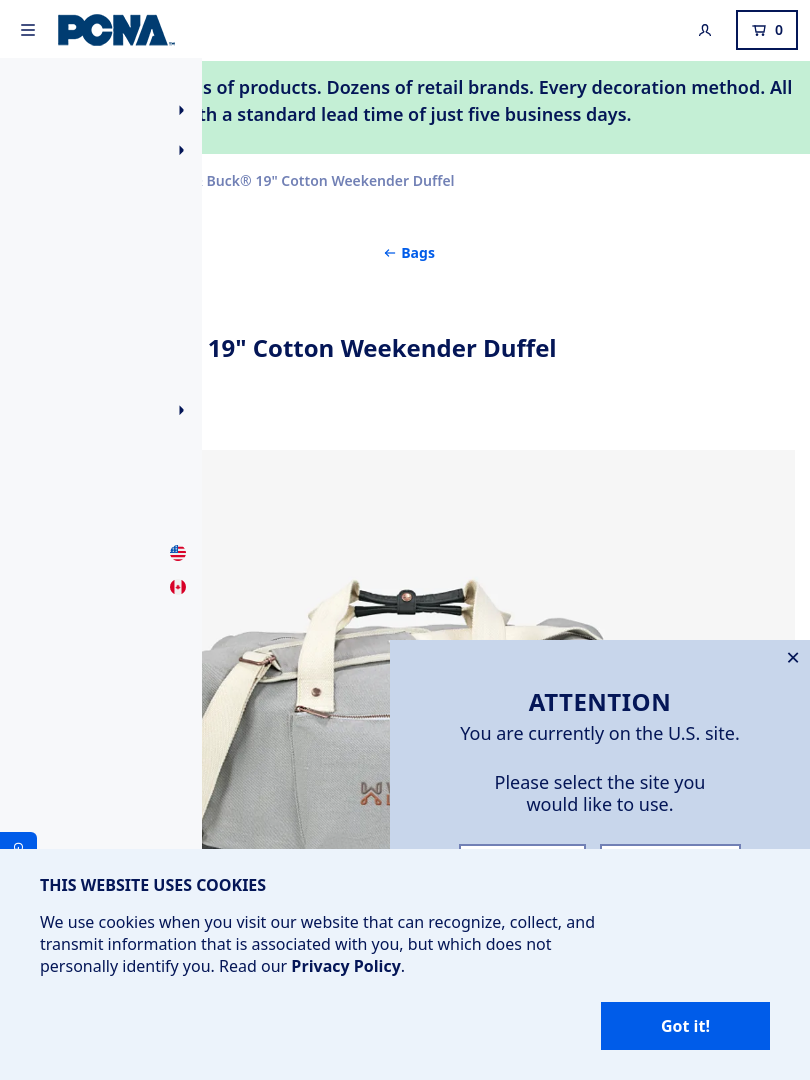 PCNA
0
s of products. Dozens of retail brands. Every decoration method. All
th a standard lead time of just five business days.
Buck® 19" Cotton Weekender Duffel
← Bags
19" Cotton Weekender Duffel
ATTENTION
You are currently on the U.S. site.
Please select the site you
would like to use.
THIS WEBSITE USES COOKIES
We use cookies when you visit our website that can recognize, collect, and
transmit information that is associated with you, but which does not
personally identify you. Read our Privacy Policy.
Got it!